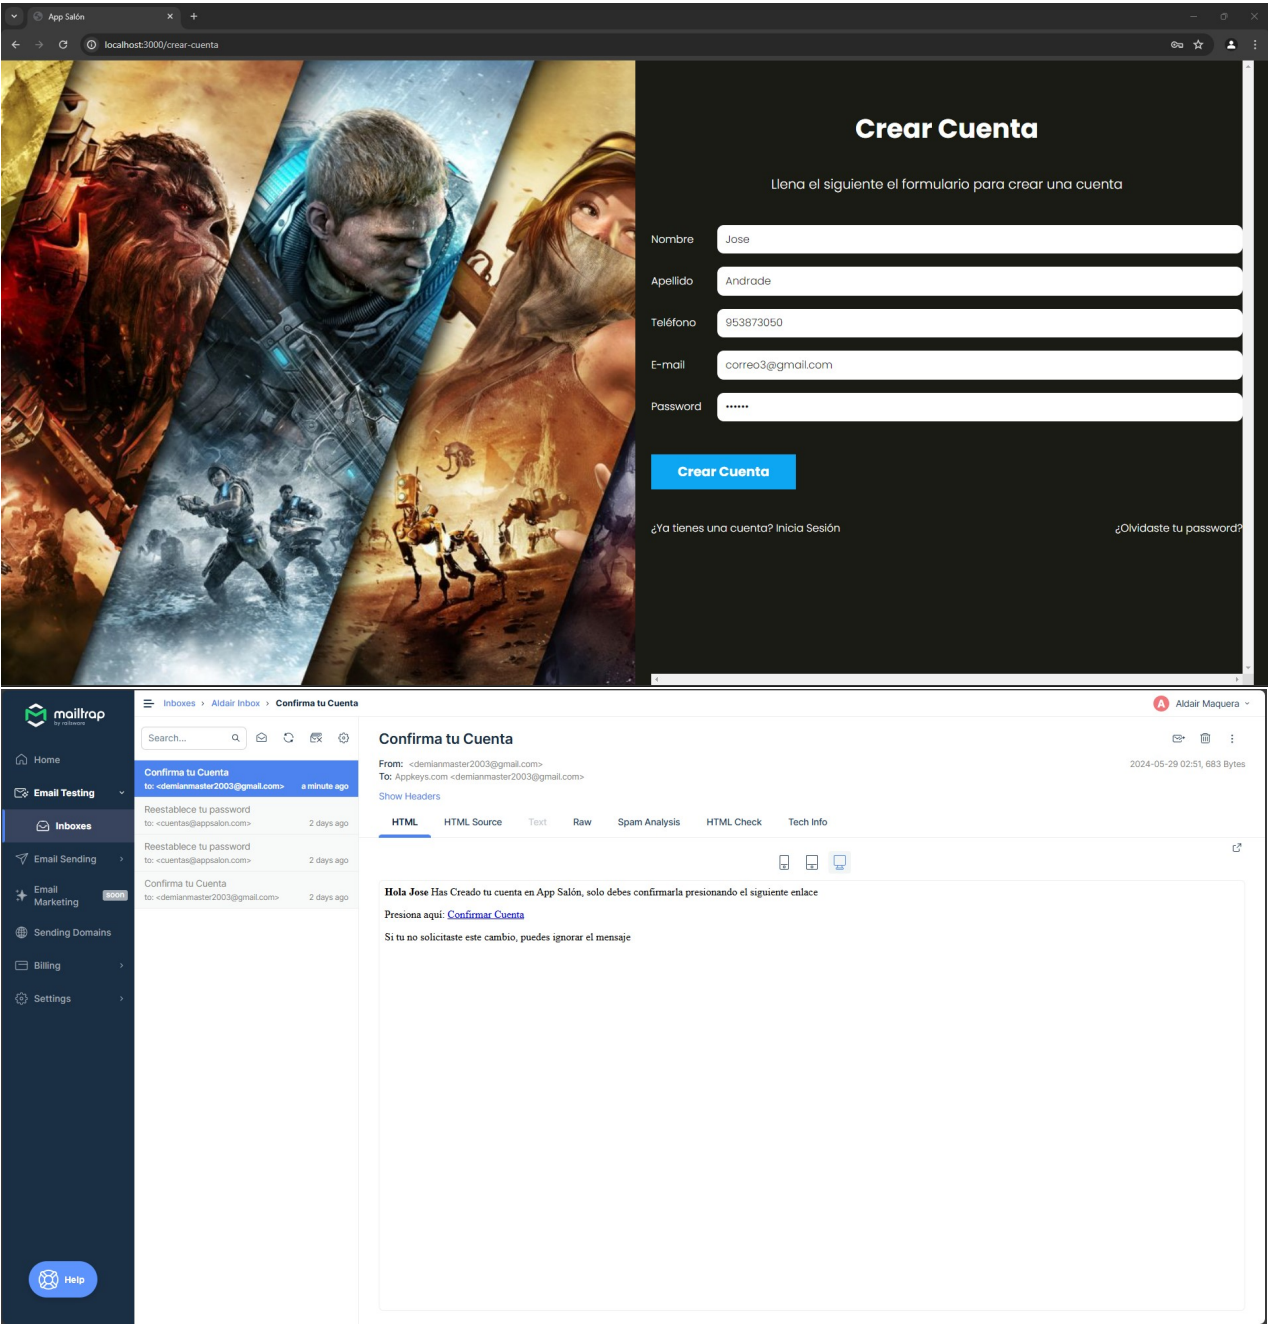 App Salón
localhost:3000/crear-cuenta
Crear Cuenta
Llena el siguiente el formulario para crear una cuenta
Nombre Jose
Apellido Andrade
Teléfono 953873050
E-mail correo3@gmail.com
Password ••••••
Crear Cuenta
¿Ya tienes una cuenta? Inicia Sesión ¿Olvidaste tu password?
mailtrap
by railsware
Home
Email Testing
Inboxes
Email Sending
Email Marketing soon
Sending Domains
Billing
Settings
Help
Inboxes › Aldair Inbox › Confirma tu Cuenta
A Aldair Maquera
Search...
Confirma tu Cuenta
to: <demianmaster2003@gmail.com> a minute ago
Reestablece tu password
to: <cuentas@appsalon.com> 2 days ago
Reestablece tu password
to: <cuentas@appsalon.com> 2 days ago
Confirma tu Cuenta
to: <demianmaster2003@gmail.com> 2 days ago
Confirma tu Cuenta
From: <demianmaster2003@gmail.com> 2024-05-29 02:51, 683 Bytes
To: Appkeys.com <demianmaster2003@gmail.com>
Show Headers
HTML HTML Source Text Raw Spam Analysis HTML Check Tech Info
Hola Jose Has Creado tu cuenta en App Salón, solo debes confirmarla presionando el siguiente enlace
Presiona aquí: Confirmar Cuenta
Si tu no solicitaste este cambio, puedes ignorar el mensaje